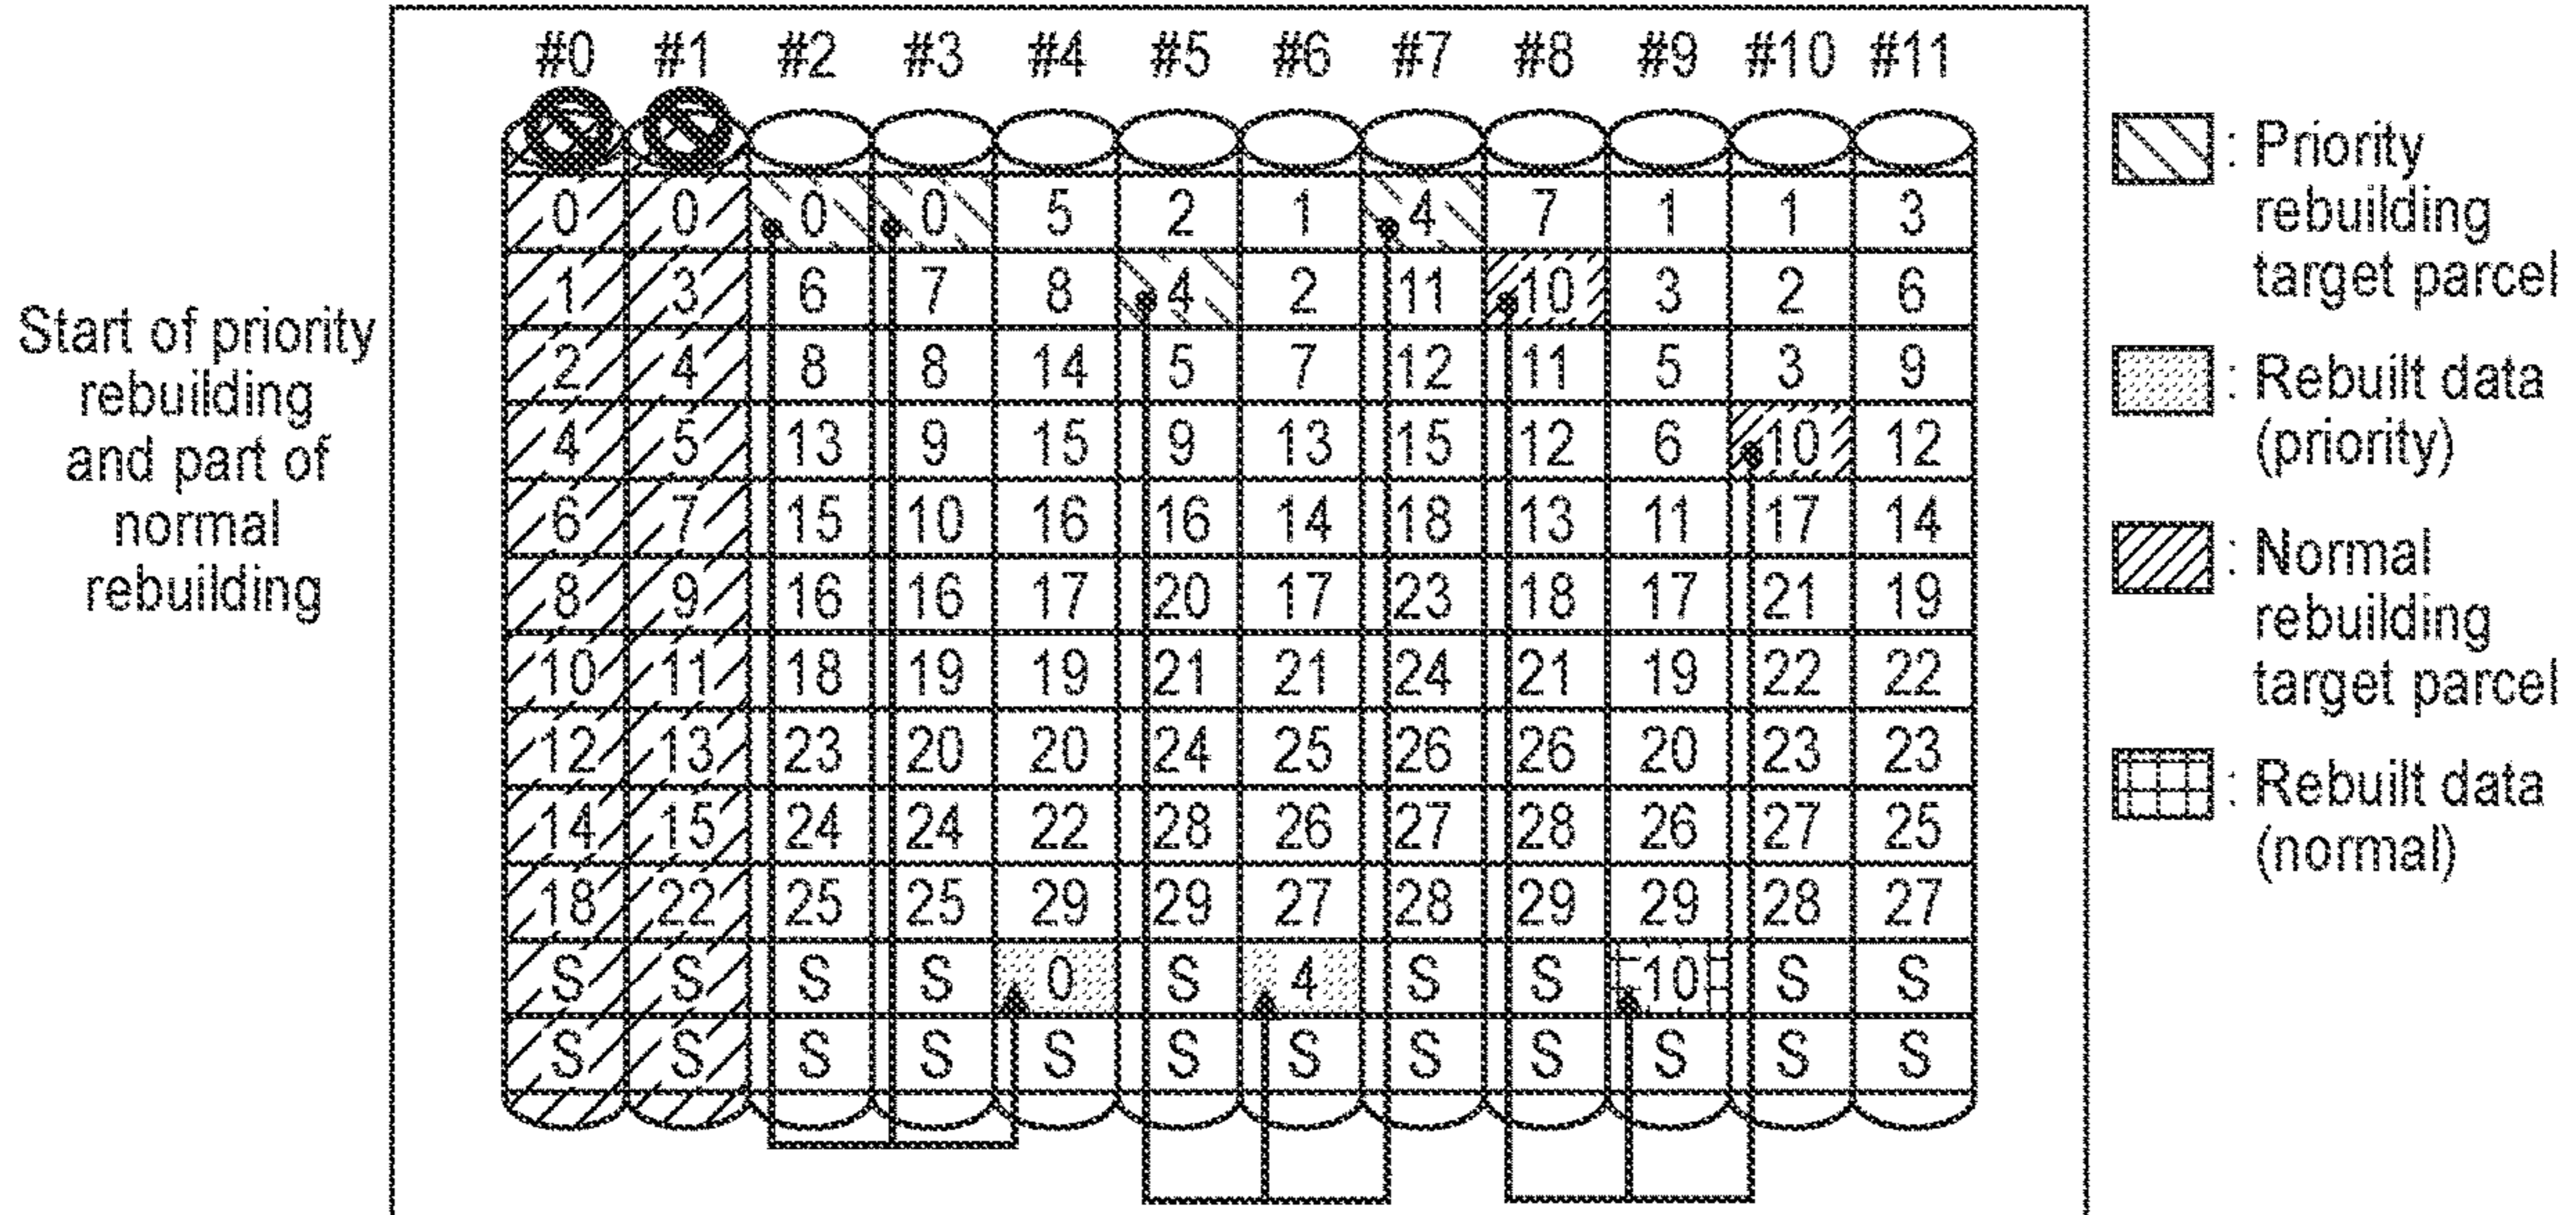 #0 #1 #2 #3 #4 #5 #6 #7 #8 #9 #10 #11
0 0 0 0 5 2 1 4 7 1 1 3
1 3 6 7 8 4 2 11 10 3 2 6
2 4 8 8 14 5 7 12 11 5 3 9
4 5 13 9 15 9 13 15 12 6 10 12
6 7 15 10 16 16 14 18 13 11 17 14
8 9 16 16 17 20 17 23 18 17 21 19
10 11 18 19 19 21 21 24 21 19 22 22
12 13 23 20 20 24 25 26 26 20 23 23
14 15 24 24 22 28 26 27 28 26 27 25
18 22 25 25 29 29 27 28 29 29 28 27
S S S S 0 S 4 S S 10 S S
S S S S S S S S S S S S
Start of priority
rebuilding
and part of
normal
rebuilding
: Priority
rebuilding
target parcel
: Rebuilt data
(priority)
: Normal
rebuilding
target parcel
: Rebuilt data
(normal)